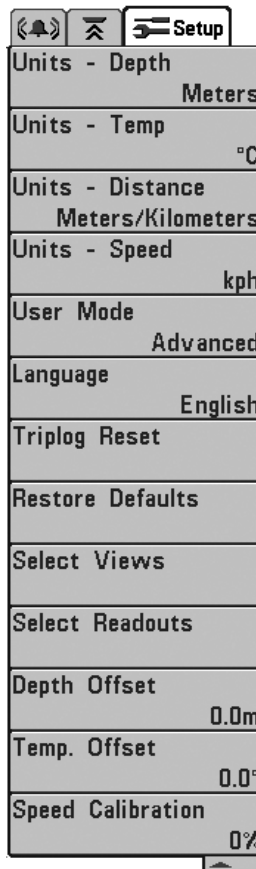 Setup
Units - Depth
Meters
Units - Temp
°C
Units - Distance
Meters/Kilometers
Units - Speed
kph
User Mode
Advanced
Language
English
Triplog Reset
Restore Defaults
Select Views
Select Readouts
Depth Offset
0.0m
Temp. Offset
0.0°
Speed Calibration
0%